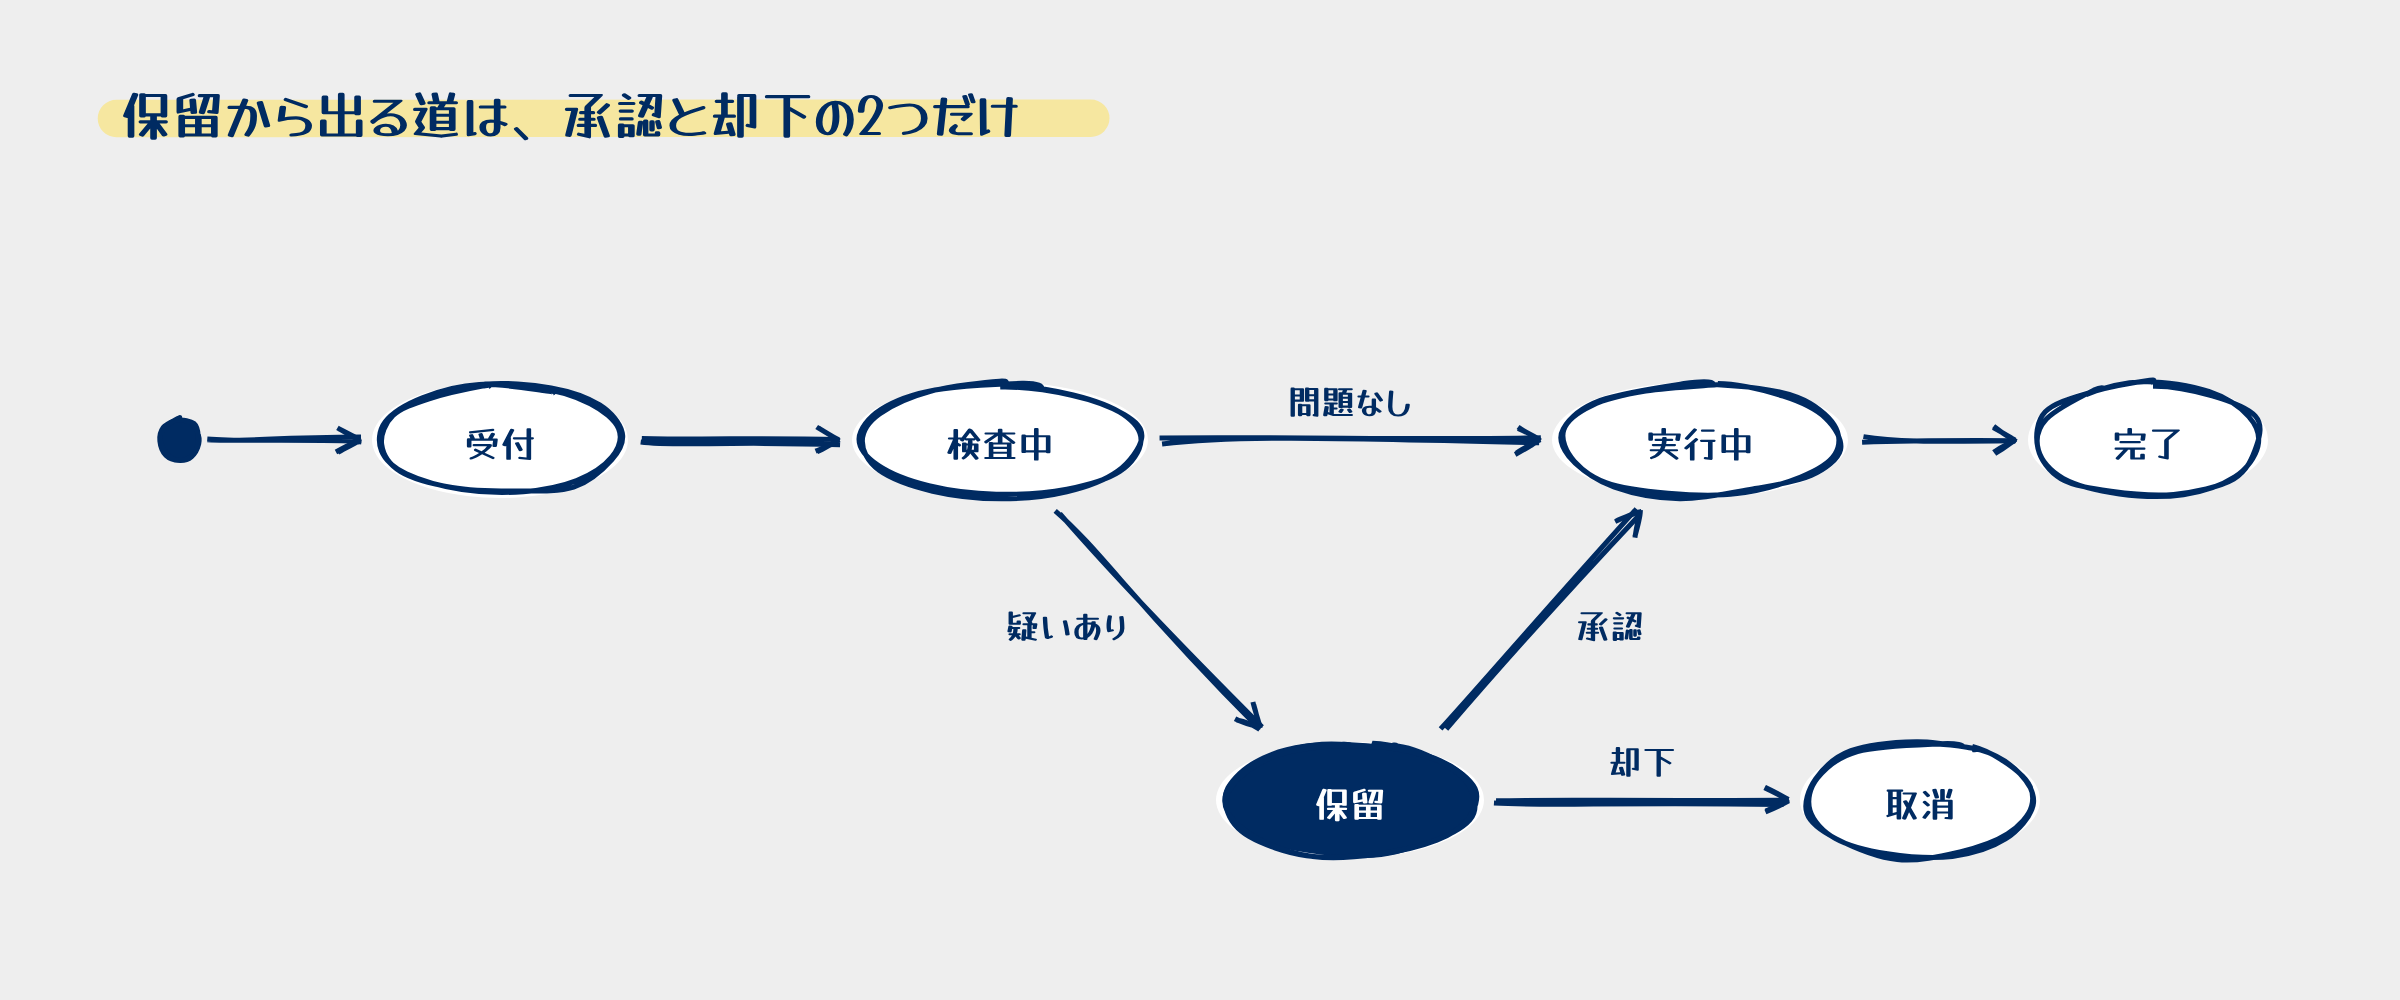 保留から出る道は、承認と却下の2つだけ
受付
検査中
問題なし
実行中
完了
疑いあり
承認
却下
保留
取消